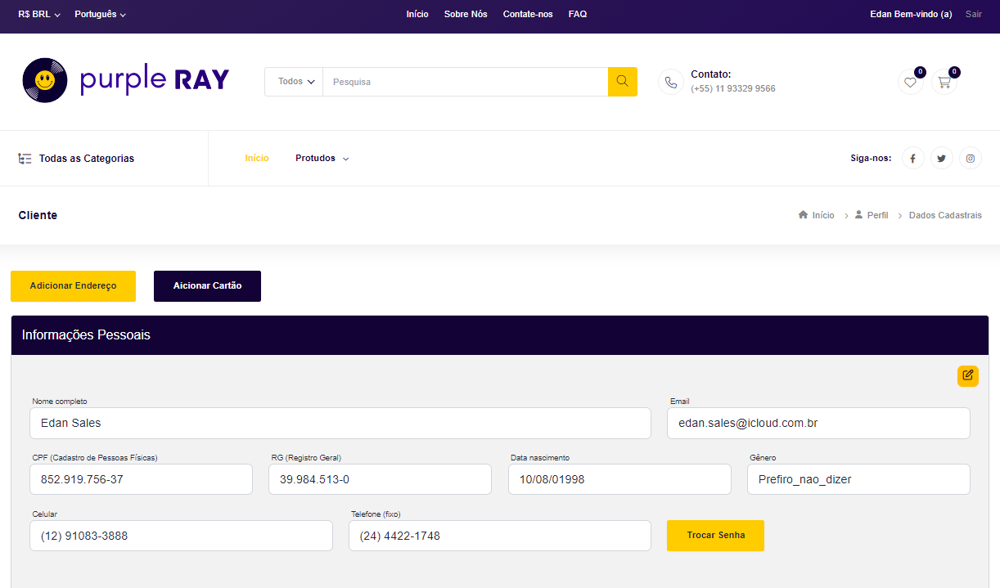 R$ BRL Português Início Sobre Nós Contate-nos FAQ Edan Bem-vindo (a) Sair
purple RAY Todos Pesquisa Contato: 0 0
(+55) 11 93329 9566
Todas as Categorias Início Protudos Siga-nos:
Cliente Início Perfil Dados Cadastrais
Adicionar Endereço Aicionar Cartão
Informações Pessoais
Nome completo Email
Edan Sales edan.sales@icloud.com.br
CPF (Cadastro de Pessoas Físicas) RG (Registro Geral) Data nascimento Gênero
852.919.756-37 39.984.513-0 10/08/01998 Prefiro_nao_dizer
Celular Telefone (fixo)
(12) 91083-3888 (24) 4422-1748 Trocar Senha